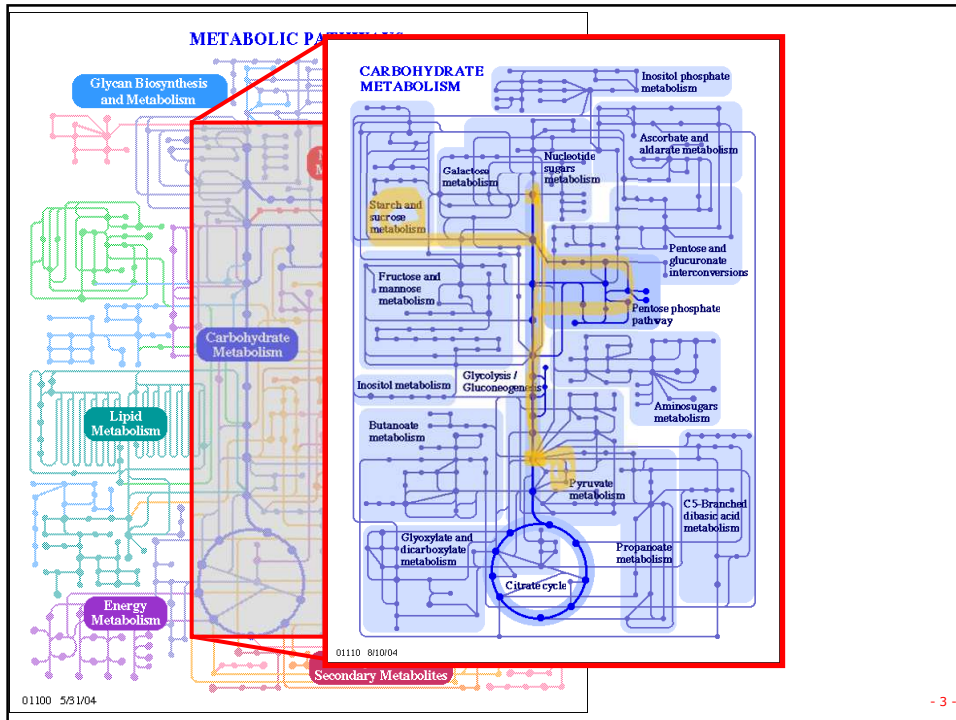 METABOLIC PATHWAYS
Glycan Biosynthesis
and Metabolism
Carbohydrate
Metabolism
Lipid
Metabolism
Energy
Metabolism
Secondary Metabolites
01100 5/31/04
CARBOHYDRATE
METABOLISM
Inositol phosphate
metabolism
Ascorbate and
aldarate metabolism
Nucleotide
sugars
metabolism
Galactose
metabolism
Starch and
sucrose
metabolism
Pentose and
glucuronate
interconversions
Fructose and
mannose
metabolism
Pentose phosphate
pathway
Glycolysis /
Gluconeogenesis
Inositol metabolism
Aminosugars
metabolism
Butanoate
metabolism
Pyruvate
metabolism
C5-Branched
dibasic acid
metabolism
Glyoxylate and
dicarboxylate
metabolism
Propanoate
metabolism
Citrate cycle
01110 8/10/04
- 3 -